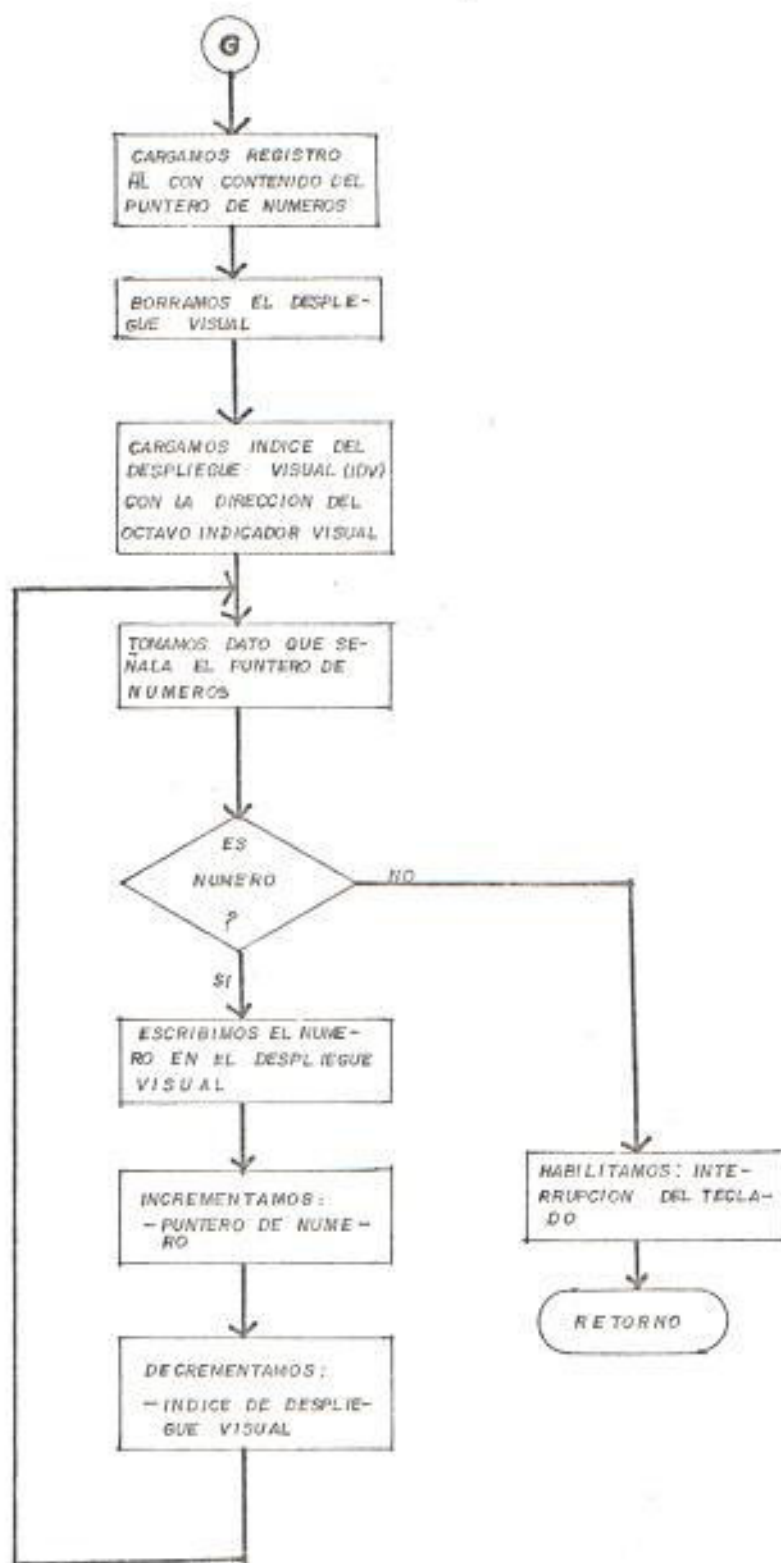 G
CARGAMOS REGISTRO
AL CON CONTENIDO DEL
PUNTERO DE NUMEROS
BORRAMOS EL DESPLIE-
GUE VISUAL
CARGAMOS INDICE DEL
DESPLIEGUE VISUAL (IDV)
CON LA DIRECCION DEL
OCTAVO INDICADOR VISUAL
TOMAMOS DATO QUE SE-
ÑALA EL PUNTERO DE
NUMEROS
ES
NUMERO
?
NO
SI
ESCRIBIMOS EL NUME-
RO EN EL DESPLIEGUE
VISUAL
INCREMENTAMOS:
- PUNTERO DE NUME-
RO
DECREMENTAMOS:
- INDICE DE DESPLIE-
GUE VISUAL
HABILITAMOS: INTE-
RRUPCION DEL TECLA-
DO
RETORNO